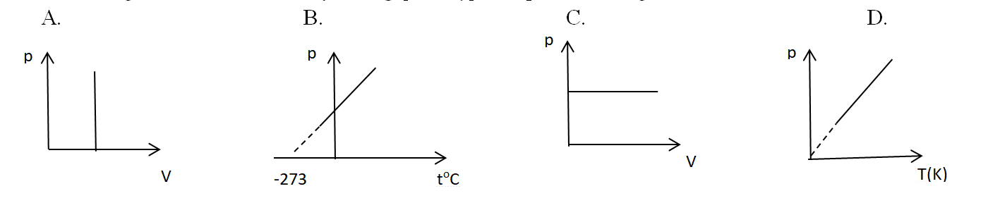 A. B. C. D.
p p p p
V t°C V T(K)
-273